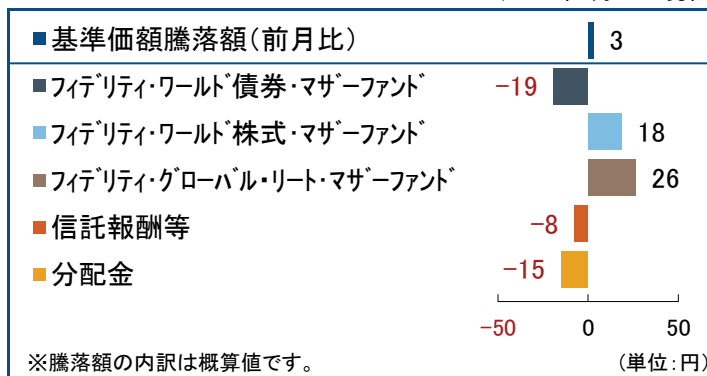 ■基準価額騰落額(前月比) 3
■フィデリティ・ワールド債券・マザーファンド -19
■フィデリティ・ワールド株式・マザーファンド 18
■フィデリティ・グローバル・リート・マザーファンド 26
■信託報酬等 -8
■分配金 -15
-50 0 50
※騰落額の内訳は概算値です。 (単位:円)